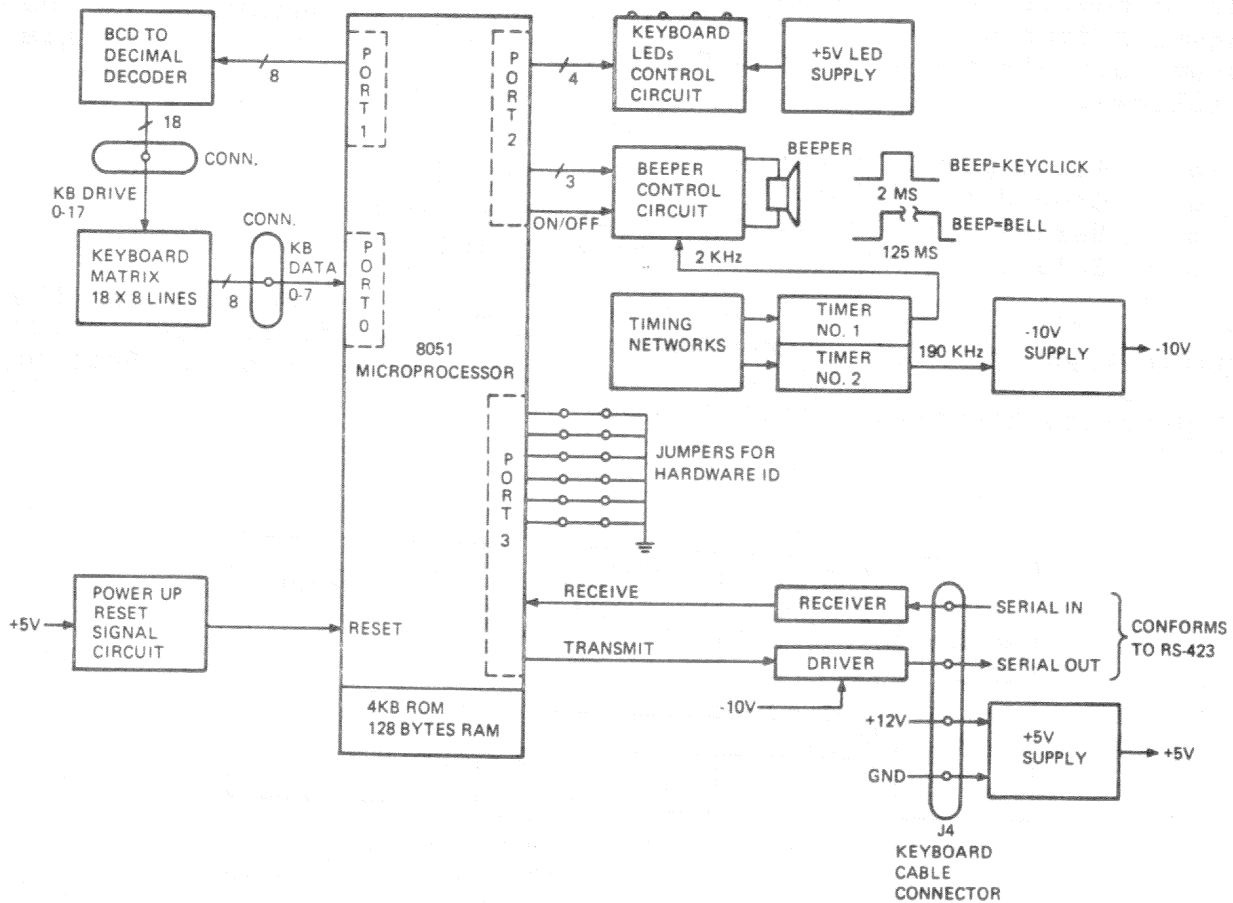 BCD TO
DECIMAL
DECODER
8
18
CONN.
KB DRIVE
0-17
KEYBOARD
MATRIX
18 X 8 LINES
8
CONN.
KB
DATA
0-7
PORT 1
PORT 0
8051
MICROPROCESSOR
PORT 2
PORT 3
4KB ROM
128 BYTES RAM
4
KEYBOARD
LEDs
CONTROL
CIRCUIT
+5V LED
SUPPLY
3
ON/OFF
BEEPER
CONTROL
CIRCUIT
BEEPER
2 MS
BEEP=KEYCLICK
125 MS
BEEP=BELL
2 KHz
TIMING
NETWORKS
TIMER
NO. 1
TIMER
NO. 2
190 KHz
-10V
SUPPLY
-10V
JUMPERS FOR
HARDWARE ID
+5V
POWER UP
RESET
SIGNAL
CIRCUIT
RESET
RECEIVE
RECEIVER
SERIAL IN
TRANSMIT
DRIVER
SERIAL OUT
CONFORMS
TO RS-423
-10V
+12V
GND
+5V
SUPPLY
+5V
J4
KEYBOARD
CABLE
CONNECTOR